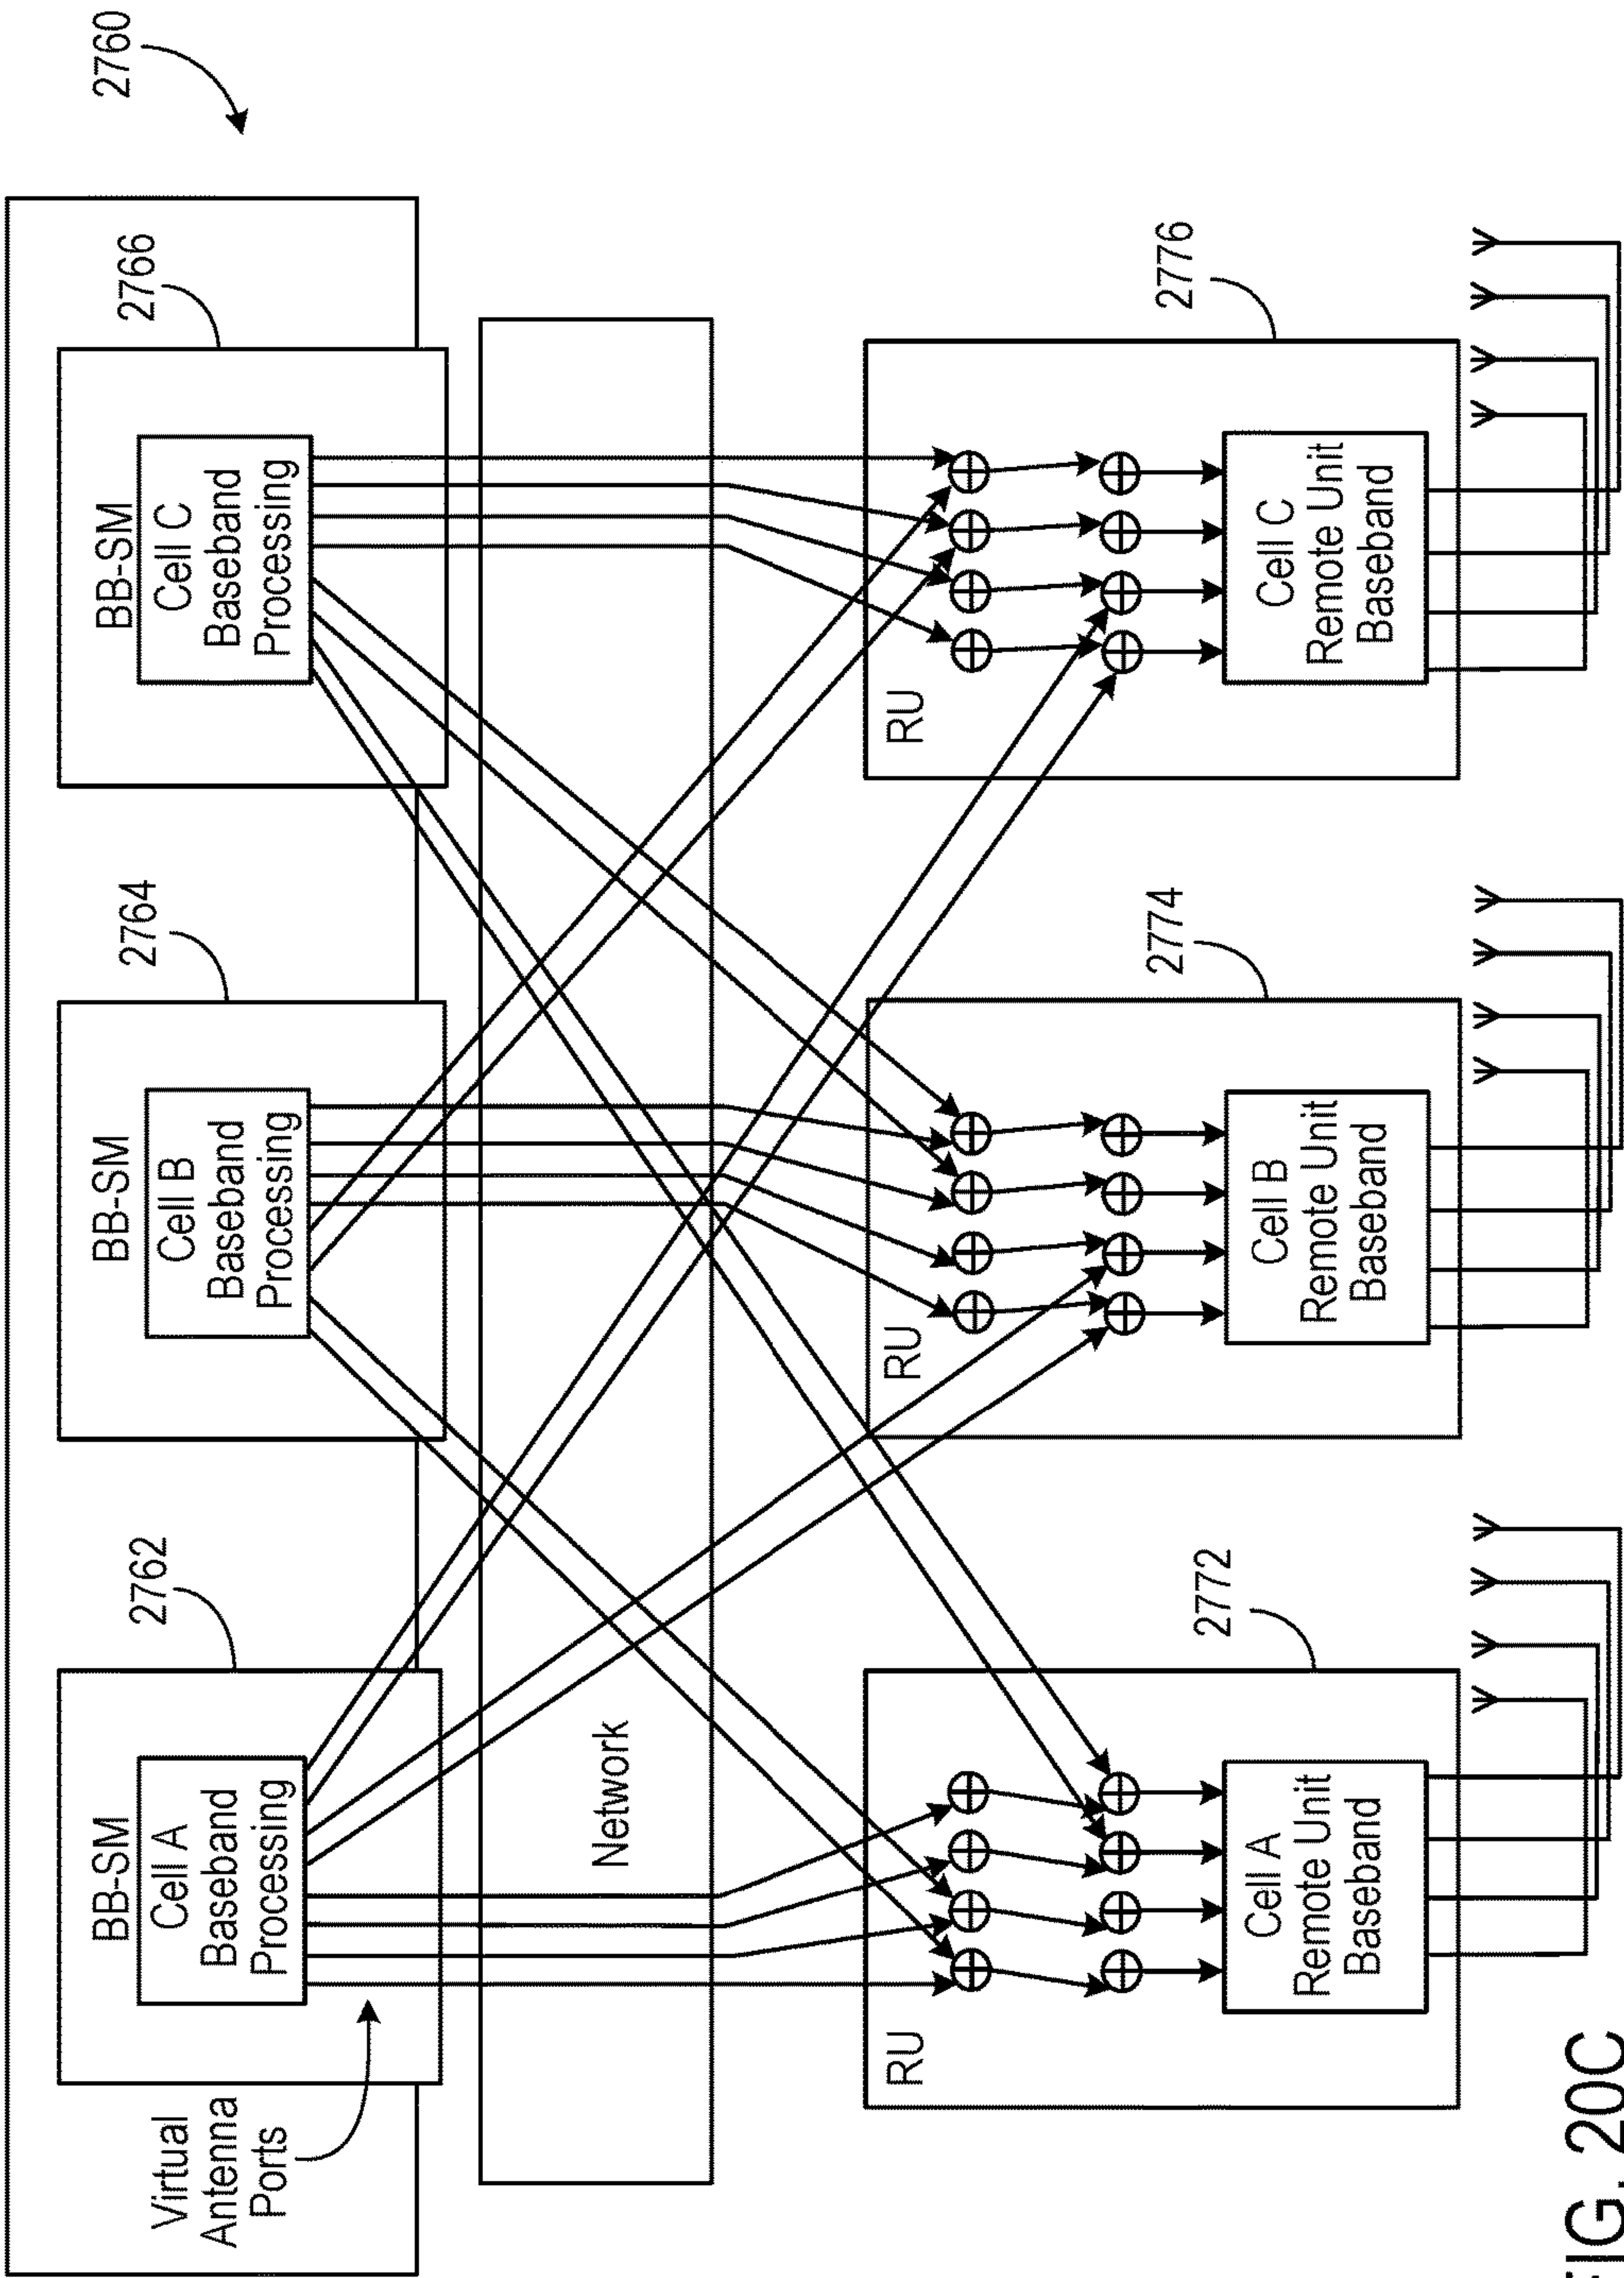 2760
2762
2764
2766
BB-SM
Cell A
Baseband
Processing
BB-SM
Cell B
Baseband
Processing
BB-SM
Cell C
Baseband
Processing
Virtual
Antenna
Ports
Network
2772
2774
2776
RU
RU
RU
Cell A
Remote Unit
Baseband
Cell B
Remote Unit
Baseband
Cell C
Remote Unit
Baseband
FIG. 20C